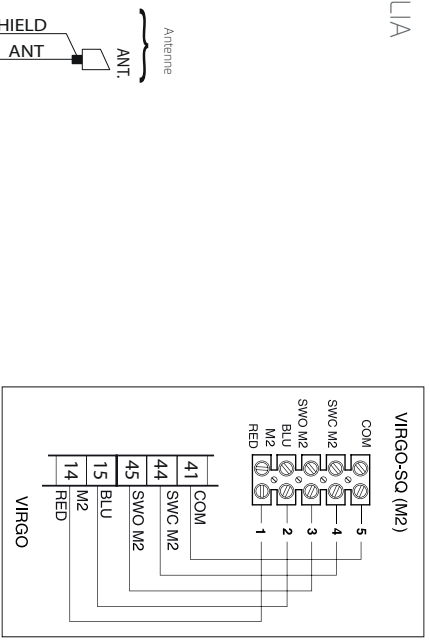 LIA
Antenne
ANT.
HIELD
ANT
VIRGO-SQ (M2)
COM
SWC M2
SWO M2
BLU
M2
RED
5
4
3
2
1
41 COM
44 SWC M2
45 SWO M2
15 BLU
14 M2
RED
VIRGO